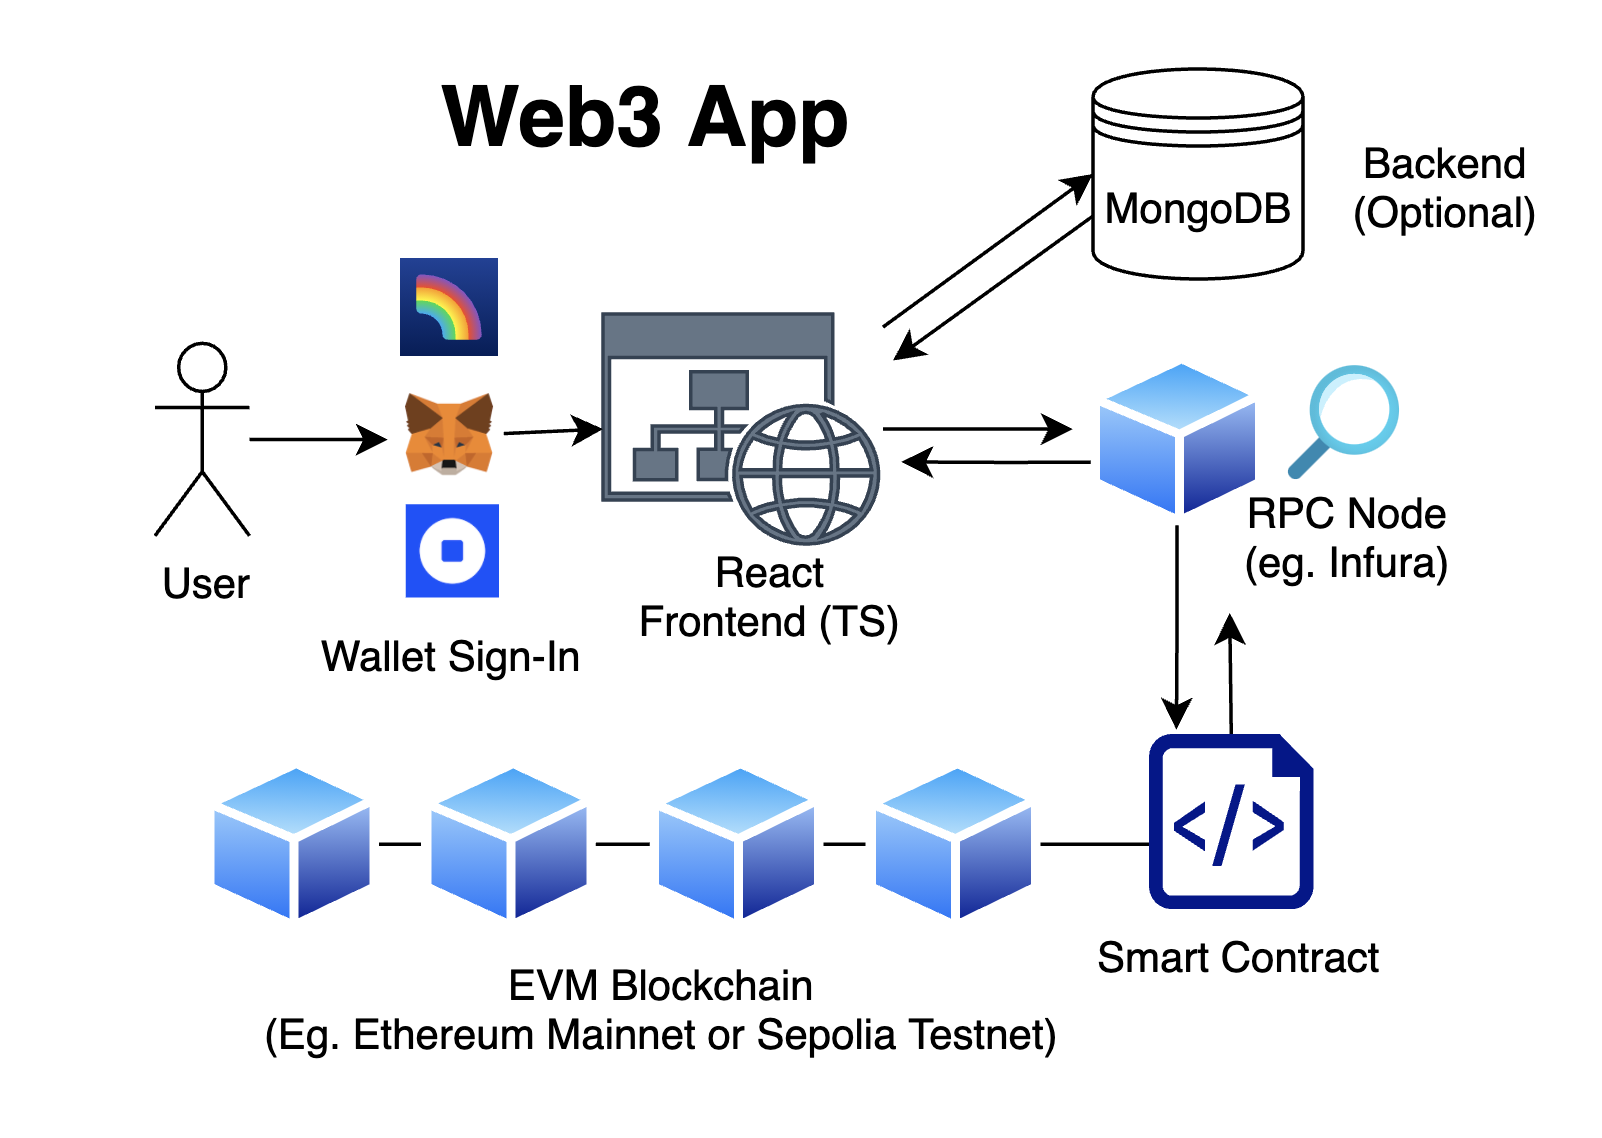 Web3 App
MongoDB
Backend
(Optional)
User
Wallet Sign-In
React
Frontend (TS)
RPC Node
(eg. Infura)
</>
Smart Contract
EVM Blockchain
(Eg. Ethereum Mainnet or Sepolia Testnet)